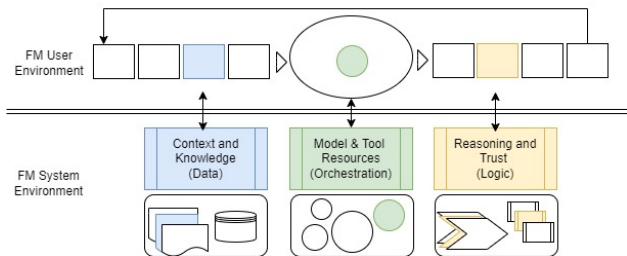 FM User
Environment
Context and
Knowledge
(Data)
Model & Tool
Resources
(Orchestration)
Reasoning and
Trust
(Logic)
FM System
Environment